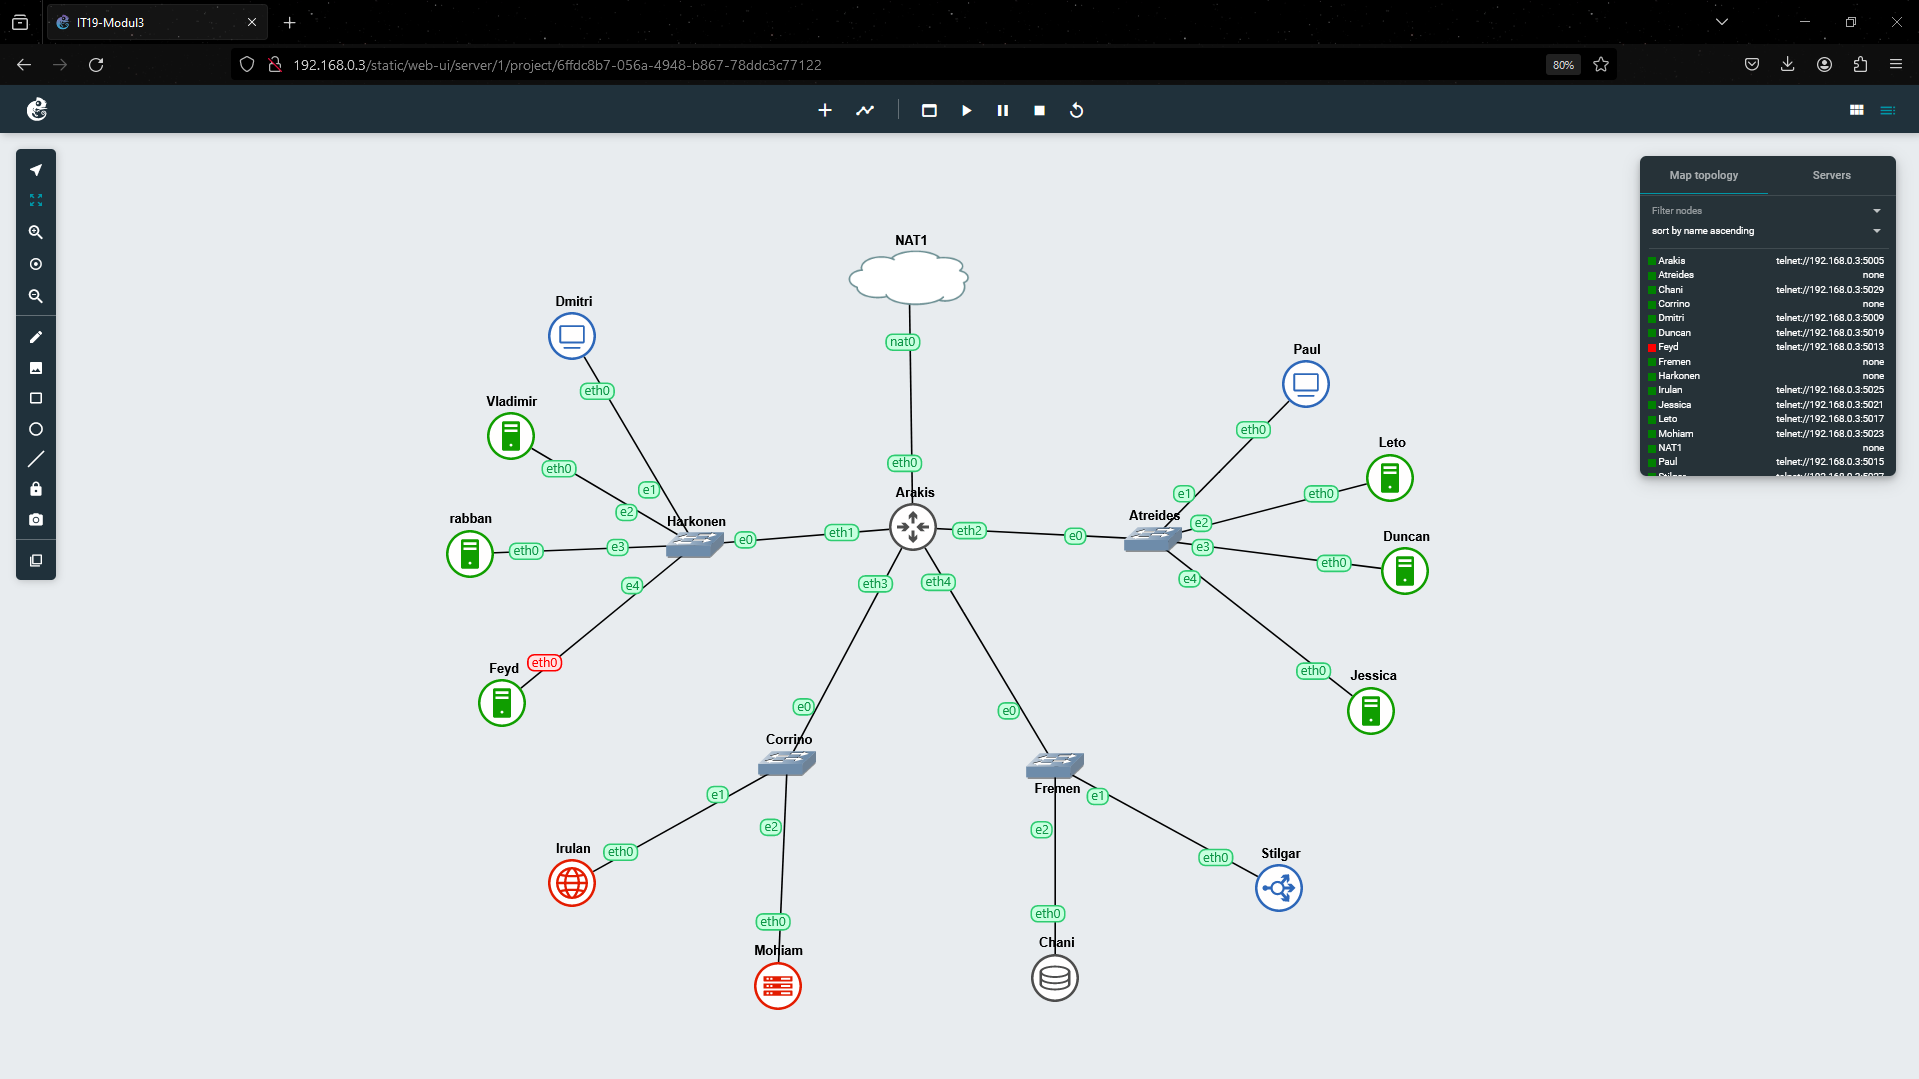 IT19-Modul3
192.168.0.3/static/web-ui/server/1/project/6ffdc8b7-056a-4948-b867-78ddc3c77122
80%
Map topology
Servers
Filter nodes
sort by name ascending
Arakis telnet://192.168.0.3:5005
Atreides none
Chani telnet://192.168.0.3:5029
Corrino none
Dmitri telnet://192.168.0.3:5009
Duncan telnet://192.168.0.3:5019
Feyd telnet://192.168.0.3:5013
Fremen none
Harkonen none
Irulan telnet://192.168.0.3:5025
Jessica telnet://192.168.0.3:5021
Leto telnet://192.168.0.3:5017
Mohiam telnet://192.168.0.3:5023
NAT1 none
Paul telnet://192.168.0.3:5015
NAT1
nat0
eth0
Arakis
Dmitri
eth0
Vladimir
eth0
e1
e2
rabban
eth0
e3
Harkonen
e0
eth1
e4
Feyd
eth0
eth2
e0
Atreides
e1
e2
e3
e4
Paul
eth0
Leto
eth0
Duncan
eth0
Jessica
eth0
eth3
eth4
e0
e0
Corrino
e1
e2
Irulan
eth0
eth0
Mohiam
Fremen
e1
e2
eth0
Stilgar
eth0
Chani